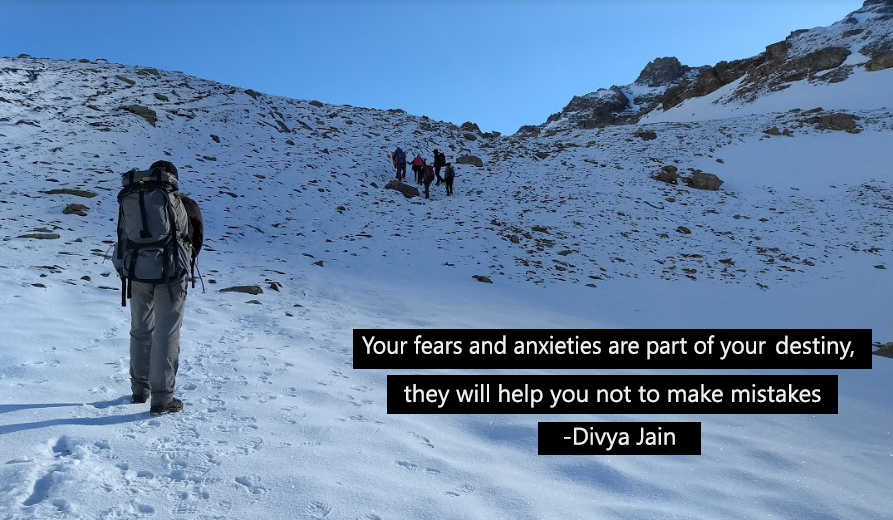 Your fears and anxieties are part of your destiny,
they will help you not to make mistakes
-Divya Jain